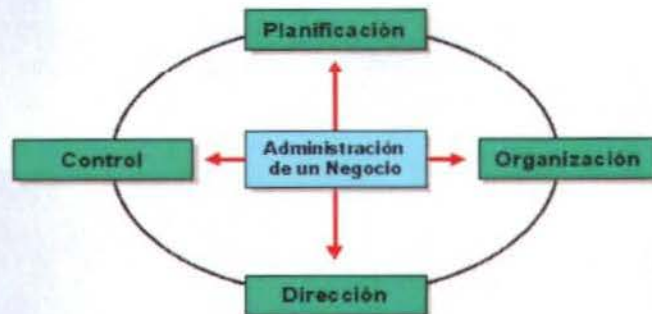 Planificación
Control
Administración
de un Negocio
Organización
Dirección